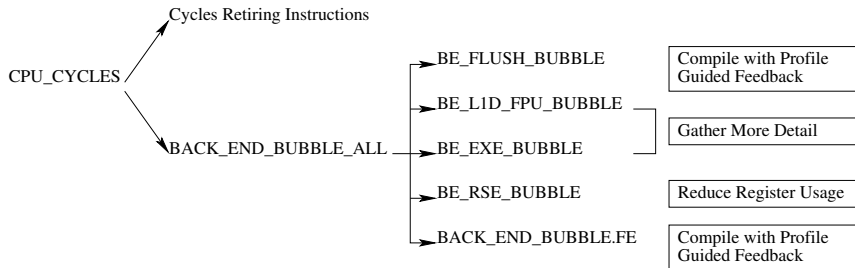 Cycles Retiring Instructions
CPU_CYCLES
BACK_END_BUBBLE_ALL
BE_FLUSH_BUBBLE
BE_L1D_FPU_BUBBLE
BE_EXE_BUBBLE
BE_RSE_BUBBLE
BACK_END_BUBBLE.FE
Compile with Profile
Guided Feedback
Gather More Detail
Reduce Register Usage
Compile with Profile
Guided Feedback